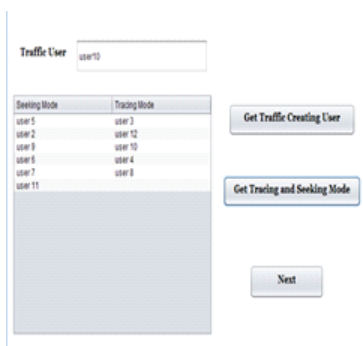 Traffic User
user10
Seeking Mode Tracing Mode
user 5 user 3
user 2 user 12
user 9 user 10
user 6 user 4
user 7 user 8
user 11
Get Traffic Creating User
Get Tracing and Seeking Mode
Next